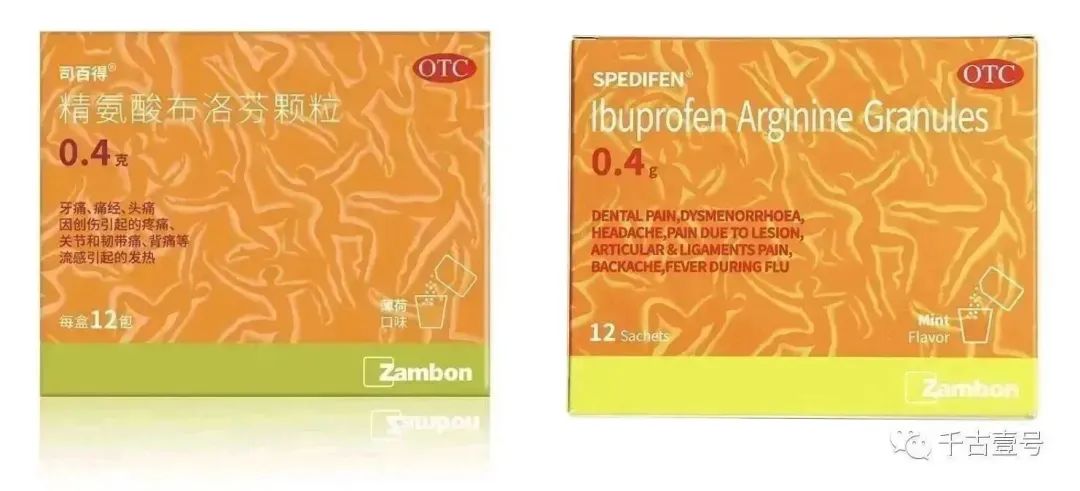 司百得®
OTC
精氨酸布洛芬颗粒
0.4克
牙痛、痛经、头痛
因创伤引起的疼痛、
关节和韧带痛、背痛等
流感引起的发热
每盒12包
薄荷
口味
Zambon
SPEDIFEN®
OTC
Ibuprofen Arginine Granules
0.4g
DENTAL PAIN,DYSMENORRHOEA,
HEADACHE,PAIN DUE TO LESION,
ARTICULAR & LIGAMENTS PAIN,
BACKACHE,FEVER DURING FLU
12 Sachets
Mint
Flavor
Zambon
千古壹号